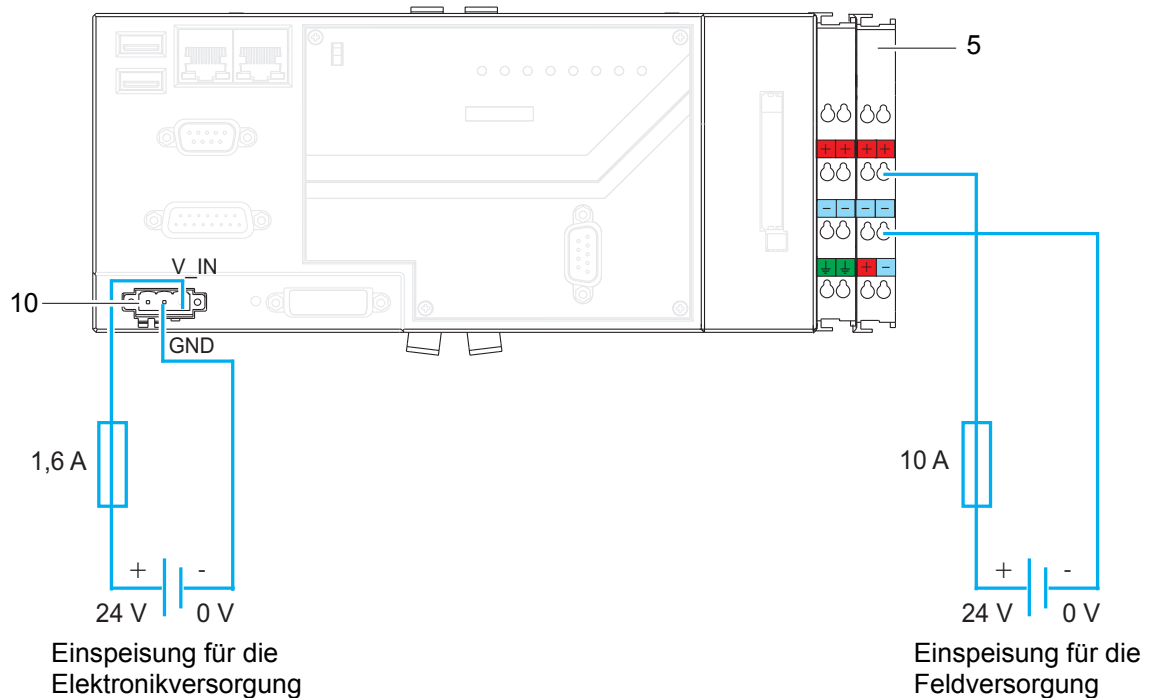 5
+ + + +
- - - -
+ -
V_IN
10
GND
1,6 A
10 A
+ -
24 V 0 V
Einspeisung für die
Elektronikversorgung
+ -
24 V 0 V
Einspeisung für die
Feldversorgung